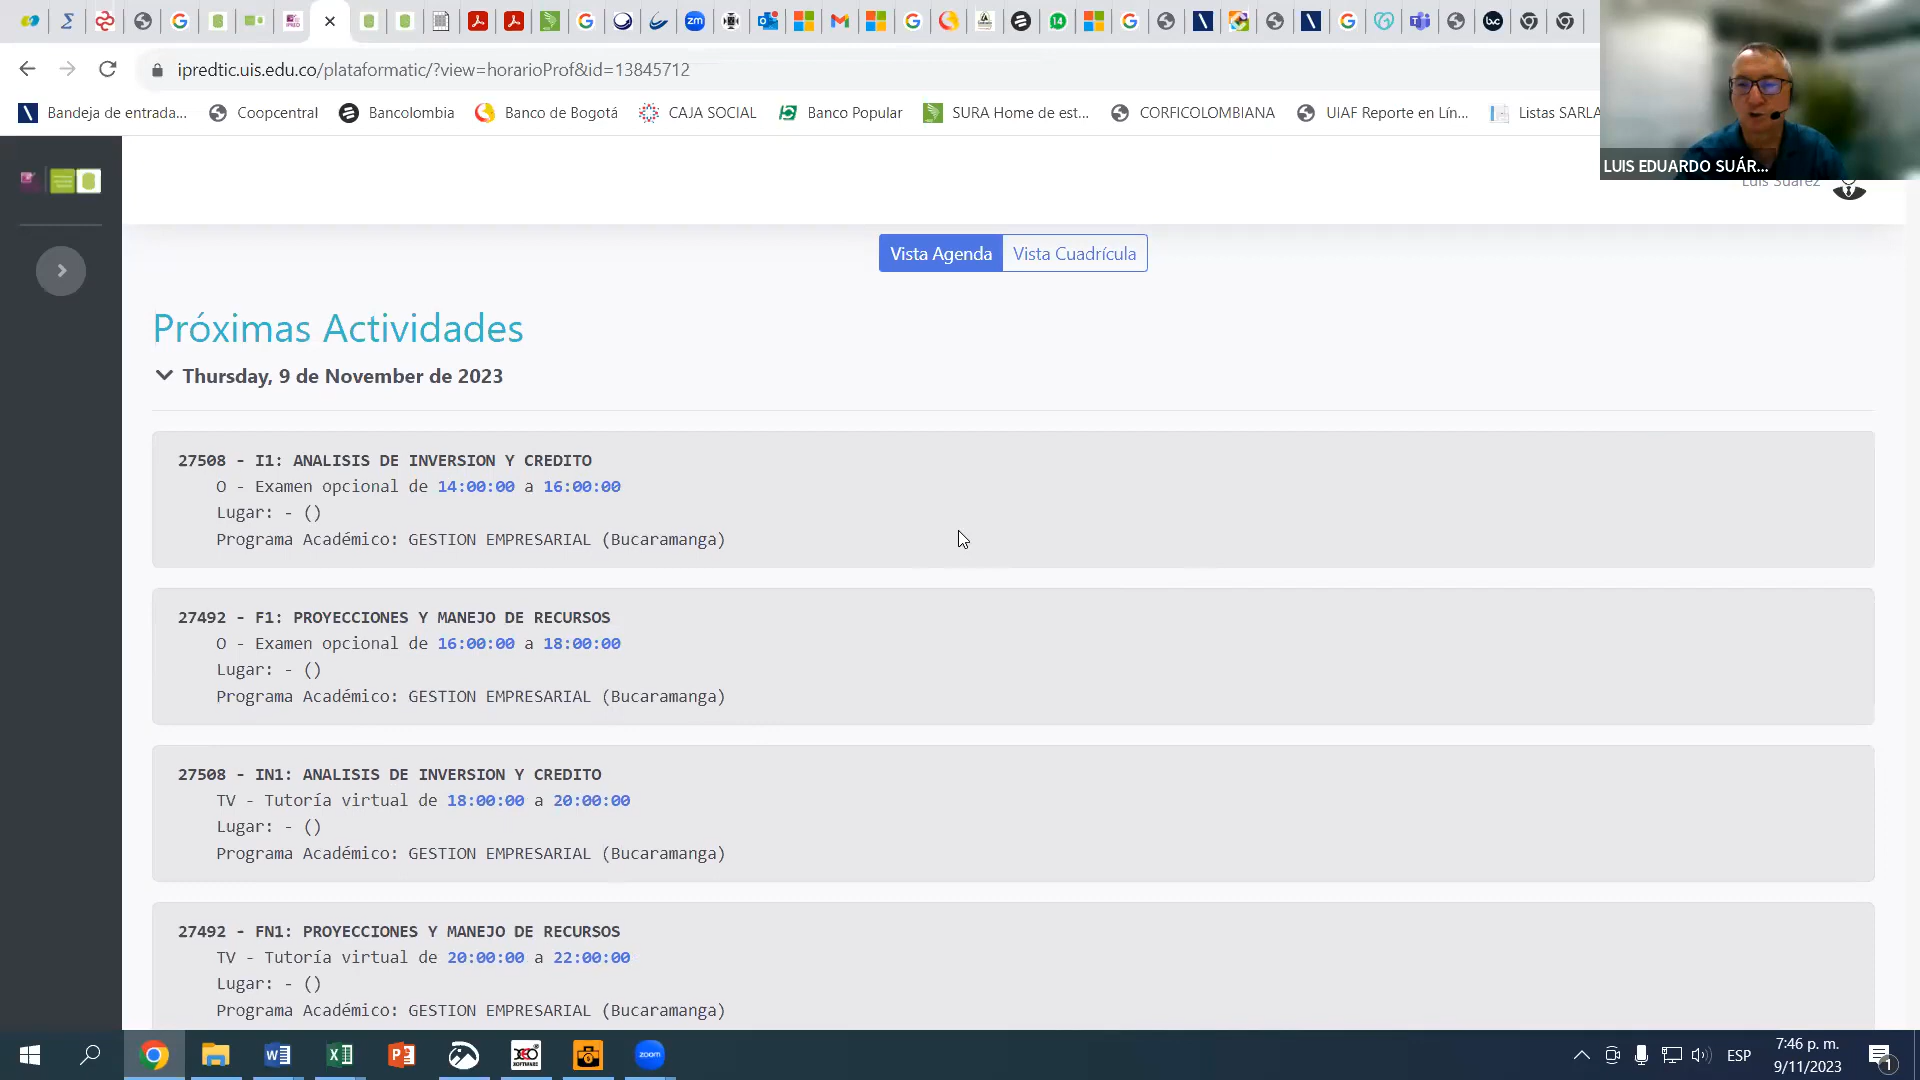 ipredtic.uis.edu.co/plataformatic/?view=horarioProf&id=13845712
Bandeja de entrada...
Coopcentral
Bancolombia
Banco de Bogotá
CAJA SOCIAL
Banco Popular
SURA Home de est...
CORFICOLOMBIANA
UIAF Reporte en Lín...
Listas SARLA
LUIS EDUARDO SUÁR...
Luis Suarez
Vista Agenda
Vista Cuadrícula
Próximas Actividades
Thursday, 9 de November de 2023
27508 - I1: ANALISIS DE INVERSION Y CREDITO
O - Examen opcional de 14:00:00 a 16:00:00
Lugar: - ()
Programa Académico: GESTION EMPRESARIAL (Bucaramanga)
27492 - F1: PROYECCIONES Y MANEJO DE RECURSOS
O - Examen opcional de 16:00:00 a 18:00:00
Lugar: - ()
Programa Académico: GESTION EMPRESARIAL (Bucaramanga)
27508 - IN1: ANALISIS DE INVERSION Y CREDITO
TV - Tutoría virtual de 18:00:00 a 20:00:00
Lugar: - ()
Programa Académico: GESTION EMPRESARIAL (Bucaramanga)
27492 - FN1: PROYECCIONES Y MANEJO DE RECURSOS
TV - Tutoría virtual de 20:00:00 a 22:00:00
Lugar: - ()
Programa Académico: GESTION EMPRESARIAL (Bucaramanga)
zoom
ESP
7:46 p. m.
9/11/2023
1